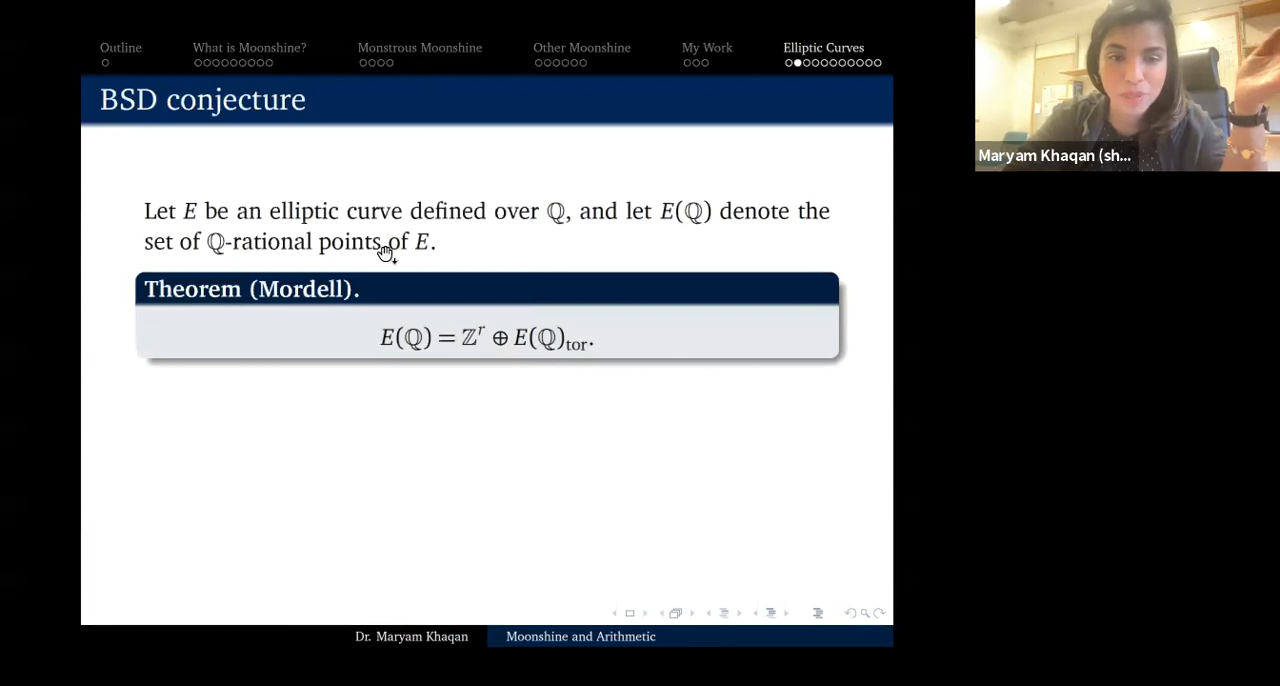 Outline What is Moonshine? Monstrous Moonshine Other Moonshine My Work Elliptic Curves
BSD conjecture
Let E be an elliptic curve defined over ℚ, and let E(ℚ) denote the
set of ℚ-rational points of E.
Theorem (Mordell).
E(ℚ) = ℤʳ ⊕ E(ℚ)tor.
Dr. Maryam Khaqan Moonshine and Arithmetic
Maryam Khaqan (sh...